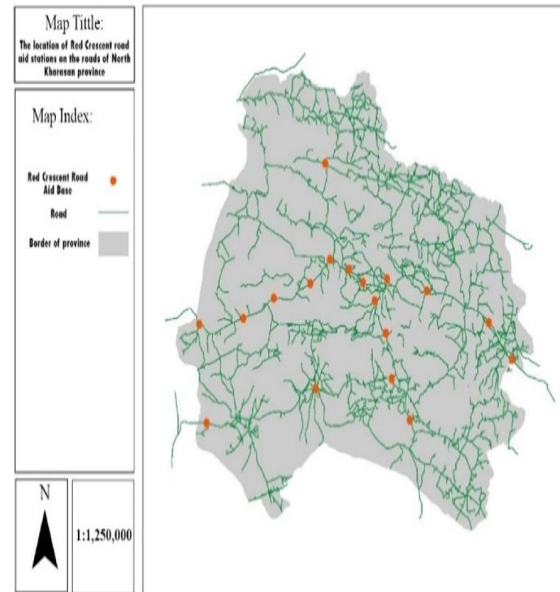 Map Tittle:
The location of Red Crescent road
aid stations on the roads of North
Khorasan province
Map Index:
Red Crescent Road
Aid Base
Road
Border of province
N
1:1,250,000